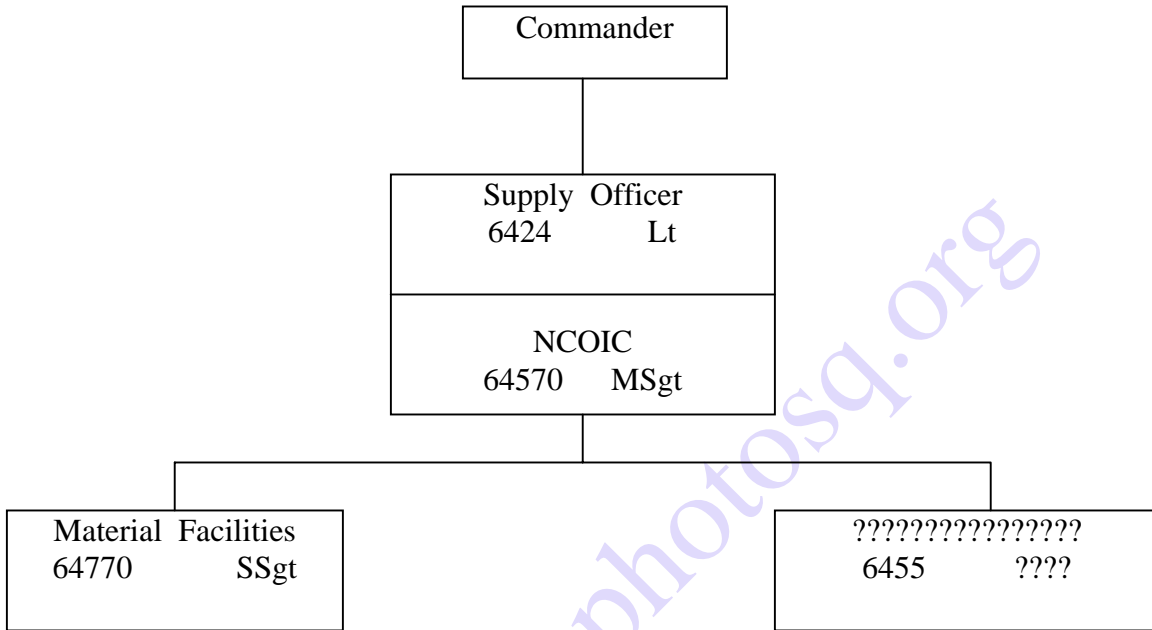 Commander
Supply Officer
6424 Lt
NCOIC
64570 MSgt
Material Facilities
64770 SSgt
???????????????
6455 ????
photosq.org